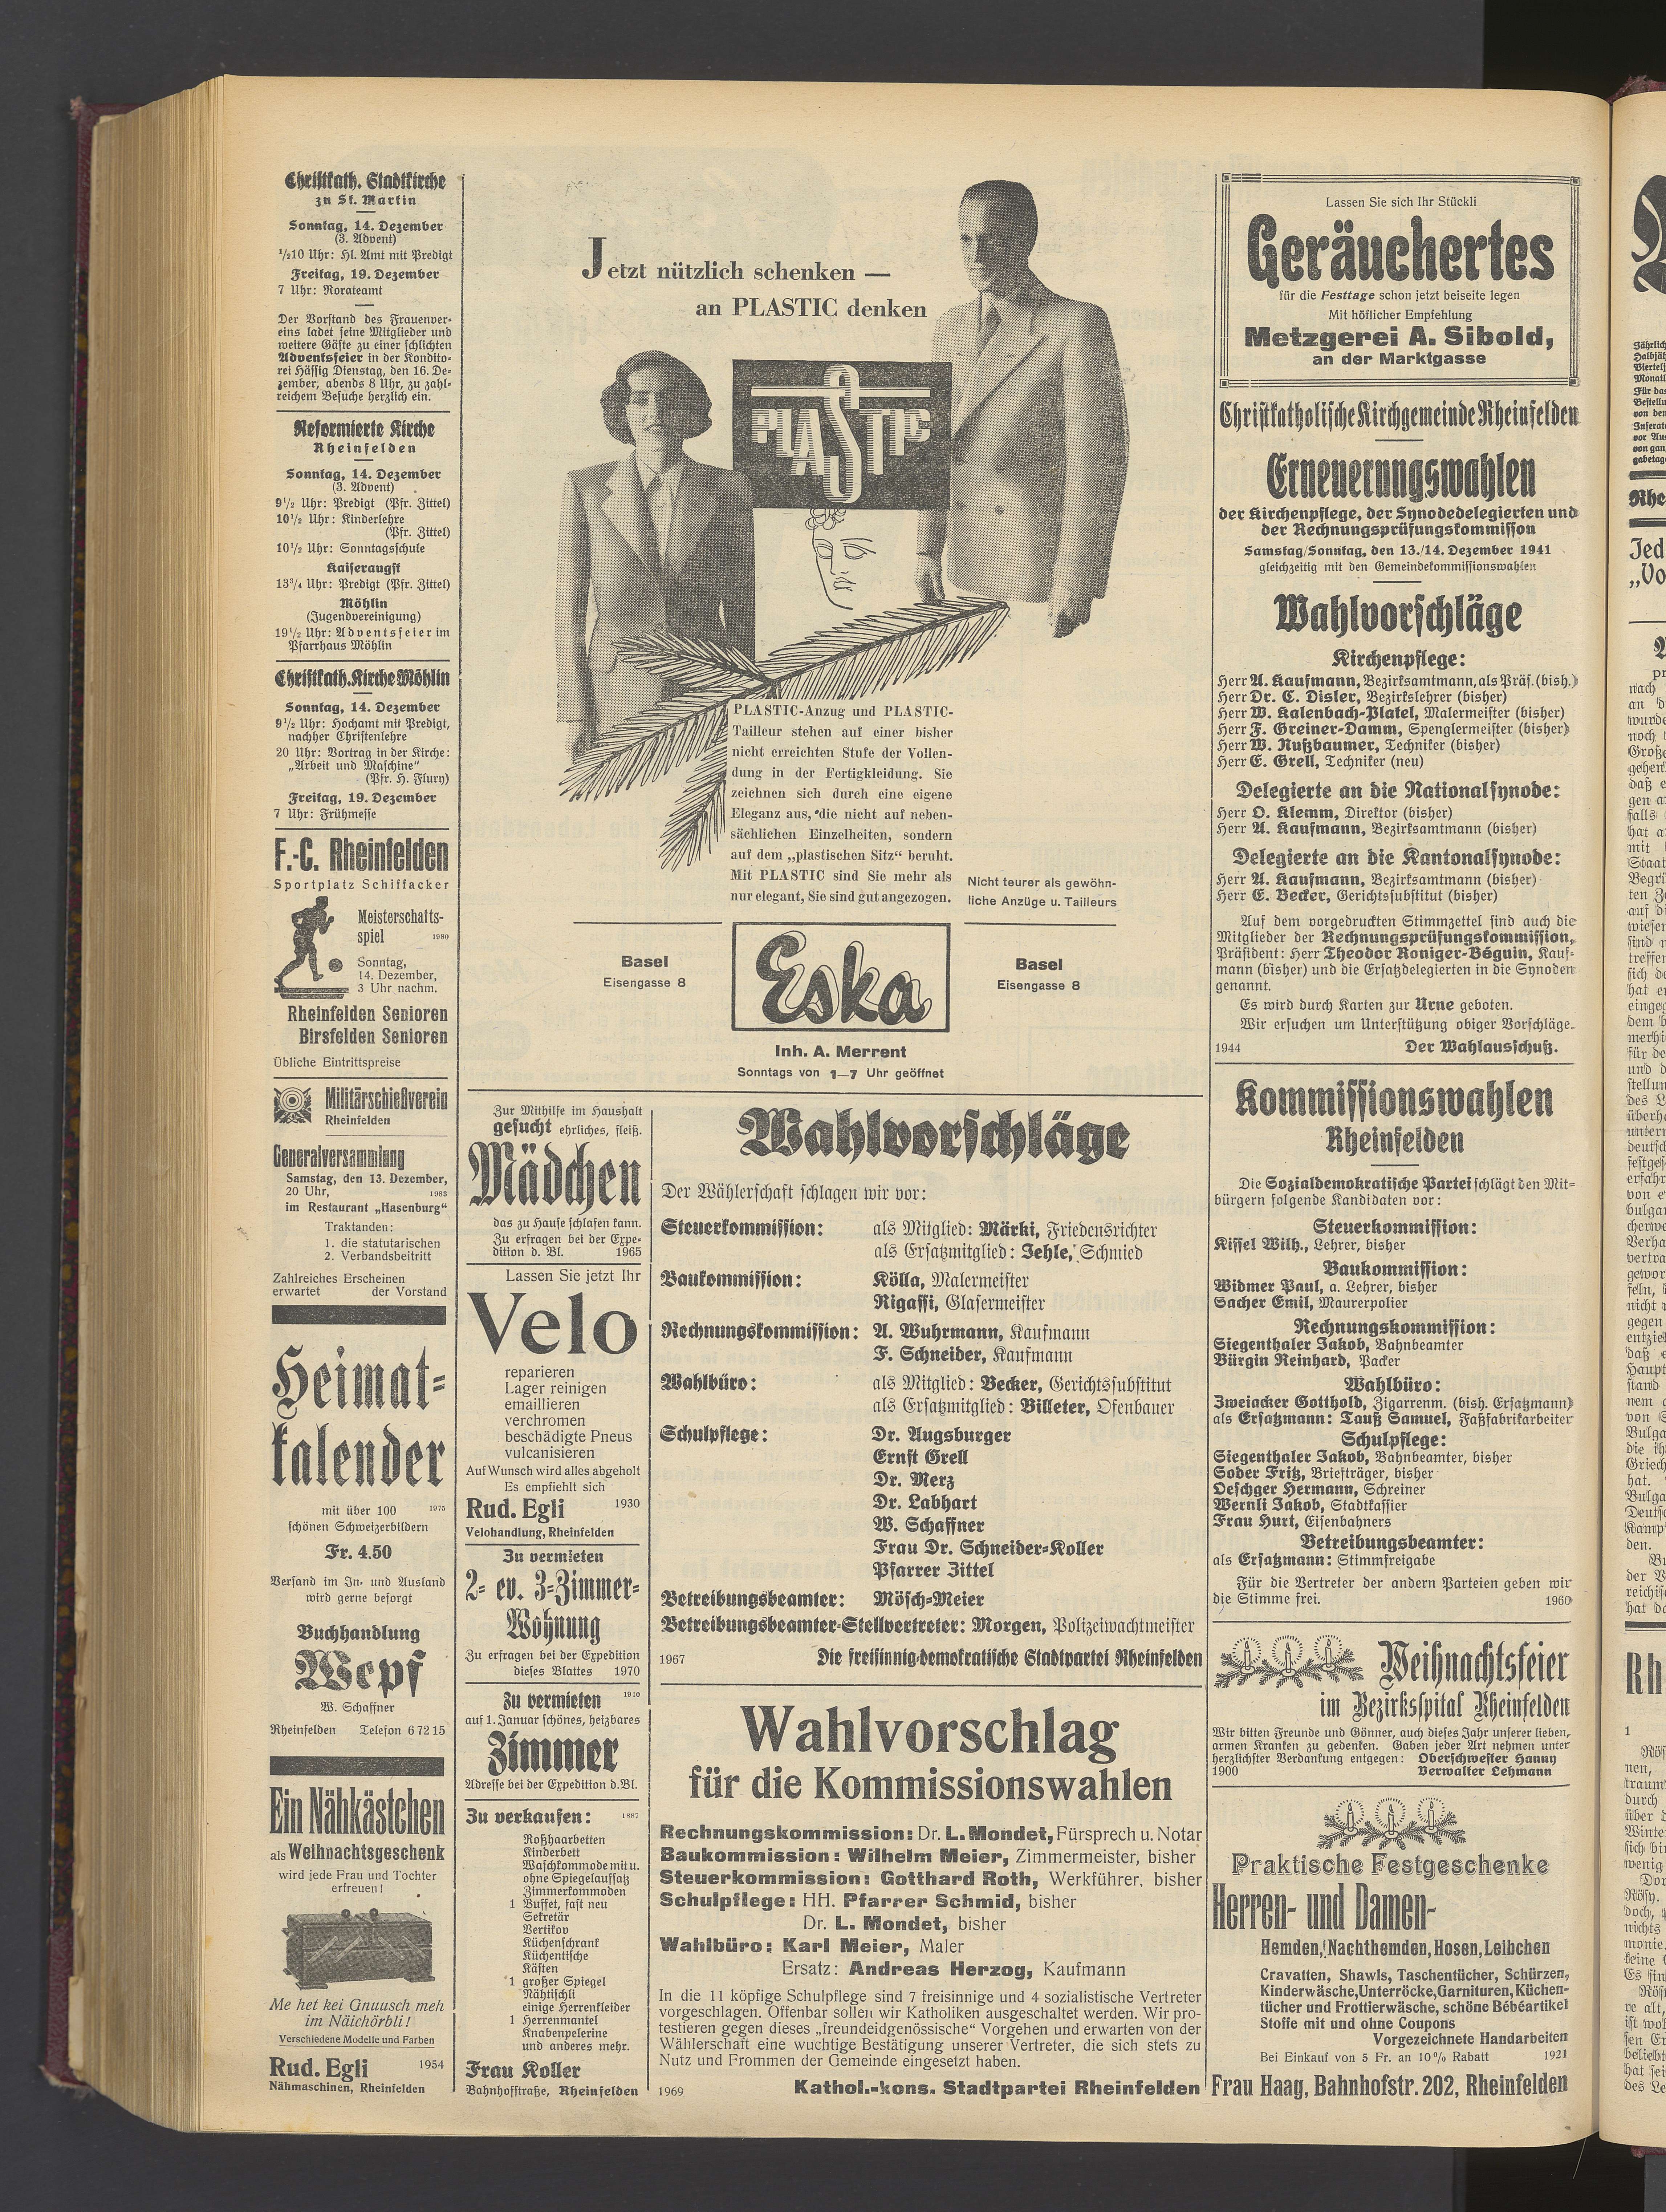 Christkath. Stadtkirche
zu St. Martin
Sonntag, 14. Dezember
(3. Advent)
½10 Uhr: Hl. Amt mit Predigt
Freitag, 19. Dezember
7 Uhr: Rorateamt
Der Vorstand des Frauenver-
eins ladet seine Mitglieder und
weitere Gäste zu einer schlichten
Adventsfeier in der Kondito-
rei Hässig Dienstag, den 16. De-
zember, abends 8 Uhr, zu zahl-
reichem Besuche herzlich ein.
Reformierte Kirche
Rheinfelden
Sonntag, 14. Dezember
(3. Advent)
9½ Uhr: Predigt (Pfr. Zittel)
10½ Uhr: Kinderlehre
(Pfr. Zittel)
10½ Uhr: Sonntagsschule
Kaiseraugst
13¾ Uhr: Predigt (Pfr. Zittel)
Möhlin
(Jugendvereinigung)
19½ Uhr: Adventsfeier im
Pfarrhaus Möhlin
Christkath. Kirche Möhlin
Sonntag, 14. Dezember
9½ Uhr: Hochamt mit Predigt,
nachher Christenlehre
20 Uhr: Vortrag in der Kirche:
„Arbeit und Maschine“
(Pfr. H. Flury)
Freitag, 19. Dezember
7 Uhr: Frühmesse
F.-C. Rheinfelden
Sportplatz Schiffacker
Meisterschafts-
spiel 1980
Sonntag,
14. Dezember,
3 Uhr nachm.
Rheinfelden Senioren
Birsfelden Senioren
Übliche Eintrittspreise
Militärschießverein
Rheinfelden
Generalversammlung
Samstag, den 13. Dezember,
20 Uhr, 1983
im Restaurant „Hasenburg“
Traktanden:
1. die statutarischen
2. Verbandsbeitritt
Zahlreiches Erscheinen
erwartet der Vorstand
Heimat-
kalender
mit über 100 1975
schönen Schweizerbildern
Fr. 4.50
Versand im In- und Ausland
wird gerne besorgt
Buchhandlung
Wepf
W. Schaffner
Rheinfelden Telefon 6 72 15
Ein Nähkästchen
als Weihnachtsgeschenk
wird jede Frau und Tochter
erfreuen!
Me het kei Gnuusch meh
im Näichörbli!
Verschiedene Modelle und Farben
Rud. Egli 1954
Nähmaschinen, Rheinfelden
Jetzt nützlich schenken —
an PLASTIC denken
PLASTIC
PLASTIC-Anzug und PLASTIC-
Tailleur stehen auf einer bisher
nicht erreichten Stufe der Vollen-
dung in der Fertigkleidung. Sie
zeichnen sich durch eine eigene
Eleganz aus, die nicht auf neben-
sächlichen Einzelheiten, sondern
auf dem „plastischen Sitz“ beruht.
Mit PLASTIC sind Sie mehr als
nur elegant, Sie sind gut angezogen.
Nicht teurer als gewöhn-
liche Anzüge u. Tailleurs
Basel
Eisengasse 8
Eska
Basel
Eisengasse 8
Inh. A. Merrent
Sonntags von 1—7 Uhr geöffnet
Zur Mithilfe im Haushalt
gesucht ehrliches, fleiß.
Mädchen
das zu Hause schlafen kann.
Zu erfragen bei der Expe-
dition d. Bl. 1965
Lassen Sie jetzt Ihr
Velo
reparieren
Lager reinigen
emaillieren
verchromen
beschädigte Pneus
vulcanisieren
Auf Wunsch wird alles abgeholt
Es empfiehlt sich
Rud. Egli 1930
Velohandlung, Rheinfelden
Zu vermieten
2- ev. 3-Zimmer-
Wohnung
Zu erfragen bei der Expedition
dieses Blattes 1970
Zu vermieten 1910
auf 1. Januar schönes, heizbares
Zimmer
Adresse bei der Expedition d. Bl.
Zu verkaufen: 1887
Roßhaarbetten
Kinderbett
Waschkommode mit u.
ohne Spiegelaufsatz
Zimmerkommoden
1 Buffet, fast neu
Sekretär
Vertikov
Küchenschrank
Küchentische
Kästen
1 großer Spiegel
Nähtischli
einige Herrenkleider
1 Herrenmantel
Knabenpelerine
und anderes mehr.
Frau Koller
Bahnhofstraße, Rheinfelden
Wahlvorschläge
Der Wählerschaft schlagen wir vor:
Steuerkommission: als Mitglied: Märki, Friedensrichter
als Ersatzmitglied: Jehle, Schmied
Baukommission: Kölla, Malermeister
Rigassi, Glasermeister
Rechnungskommission: A. Wuhrmann, Kaufmann
F. Schneider, Kaufmann
Wahlbüro: als Mitglied: Becker, Gerichtssubstitut
als Ersatzmitglied: Billeter, Ofenbauer
Schulpflege: Dr. Augsburger
Ernst Grell
Dr. Merz
Dr. Labhart
W. Schaffner
Frau Dr. Schneider-Koller
Pfarrer Zittel
Betreibungsbeamter: Mösch-Meier
Betreibungsbeamter-Stellvertreter: Morgen, Polizeiwachtmeister
1967 Die freisinnig-demokratische Stadtpartei Rheinfelden
Wahlvorschlag
für die Kommissionswahlen
Rechnungskommission: Dr. L. Mondet, Fürsprech u. Notar
Baukommission: Wilhelm Meier, Zimmermeister, bisher
Steuerkommission: Gotthard Roth, Werkführer, bisher
Schulpflege: HH. Pfarrer Schmid, bisher
Dr. L. Mondet, bisher
Wahlbüro: Karl Meier, Maler
Ersatz: Andreas Herzog, Kaufmann
In die 11 köpfige Schulpflege sind 7 freisinnige und 4 sozialistische Vertreter
vorgeschlagen. Offenbar sollen wir Katholiken ausgeschaltet werden. Wir pro-
testieren gegen dieses „freundeidgenössische“ Vorgehen und erwarten von der
Wählerschaft eine wuchtige Bestätigung unserer Vertreter, die sich stets zu
Nutz und Frommen der Gemeinde eingesetzt haben.
1969 Kathol.-kons. Stadtpartei Rheinfelden
Lassen Sie sich Ihr Stückli
Geräuchertes
für die Festtage schon jetzt beiseite legen
Mit höflicher Empfehlung
Metzgerei A. Sibold,
an der Marktgasse
Christkatholische Kirchgemeinde Rheinfelden
Erneuerungswahlen
der Kirchenpflege, der Synodedelegierten und
der Rechnungsprüfungskommission
Samstag/Sonntag, den 13./14. Dezember 1941
gleichzeitig mit den Gemeindekommissionswahlen
Wahlvorschläge
Kirchenpflege:
Herr A. Kaufmann, Bezirksamtmann, als Präs. (bish.)
Herr Dr. C. Disler, Bezirkslehrer (bisher)
Herr W. Kalenbach-Platel, Malermeister (bisher)
Herr F. Greiner-Damm, Spenglermeister (bisher)
Herr W. Nußbaumer, Techniker (bisher)
Herr E. Grell, Techniker (neu)
Delegierte an die Nationalsynode:
Herr O. Klemm, Direktor (bisher)
Herr A. Kaufmann, Bezirksamtmann (bisher)
Delegierte an die Kantonalsynode:
Herr A. Kaufmann, Bezirksamtmann (bisher)
Herr E. Becker, Gerichtssubstitut (bisher)
Auf dem vorgedruckten Stimmzettel sind auch die
Mitglieder der Rechnungsprüfungskommission,
Präsident: Herr Theodor Roniger-Béguin, Kauf-
mann (bisher) und die Ersatzdelegierten in die Synoden
genannt.
Es wird durch Karten zur Urne geboten.
Wir ersuchen um Unterstützung obiger Vorschläge.
1944 Der Wahlausschuß.
Kommissionswahlen
Rheinfelden
Die Sozialdemokratische Partei schlägt den Mit-
bürgern folgende Kandidaten vor:
Steuerkommission:
Kissel Wilh., Lehrer, bisher
Baukommission:
Widmer Paul, a. Lehrer, bisher
Sacher Emil, Maurerpolier
Rechnungskommission:
Siegenthaler Jakob, Bahnbeamter
Bürgin Reinhard, Packer
Wahlbüro:
Zweiacker Gotthold, Zigarrenm. (bish. Ersatzmann)
als Ersatzmann: Tauß Samuel, Faßfabrikarbeiter
Schulpflege:
Siegenthaler Jakob, Bahnbeamter, bisher
Soder Fritz, Briefträger, bisher
Oeschger Hermann, Schreiner
Wernli Jakob, Stadtkassier
Frau Hurt, Eisenbahners
Betreibungsbeamter:
als Ersatzmann: Stimmfreigabe
Für die Vertreter der andern Parteien geben wir
die Stimme frei. 1960
Weihnachtsfeier
im Bezirksspital Rheinfelden
Wir bitten Freunde und Gönner, auch dieses Jahr unserer lieben,
armen Kranken zu gedenken. Gaben jeder Art nehmen unter
herzlichster Verdankung entgegen: Oberschwester Hanny
1900 Verwalter Lehmann
Praktische Festgeschenke
Herren- und Damen-
Hemden, Nachthemden, Hosen, Leibchen
Cravatten, Shawls, Taschentücher, Schürzen,
Kinderwäsche, Unterröcke, Garnituren, Küchen-
tücher und Frottierwäsche, schöne Bébéartikel
Stoffe mit und ohne Coupons
Vorgezeichnete Handarbeiten
Bei Einkauf von 5 Fr. an 10% Rabatt 1921
Frau Haag, Bahnhofstr. 202, Rheinfelden